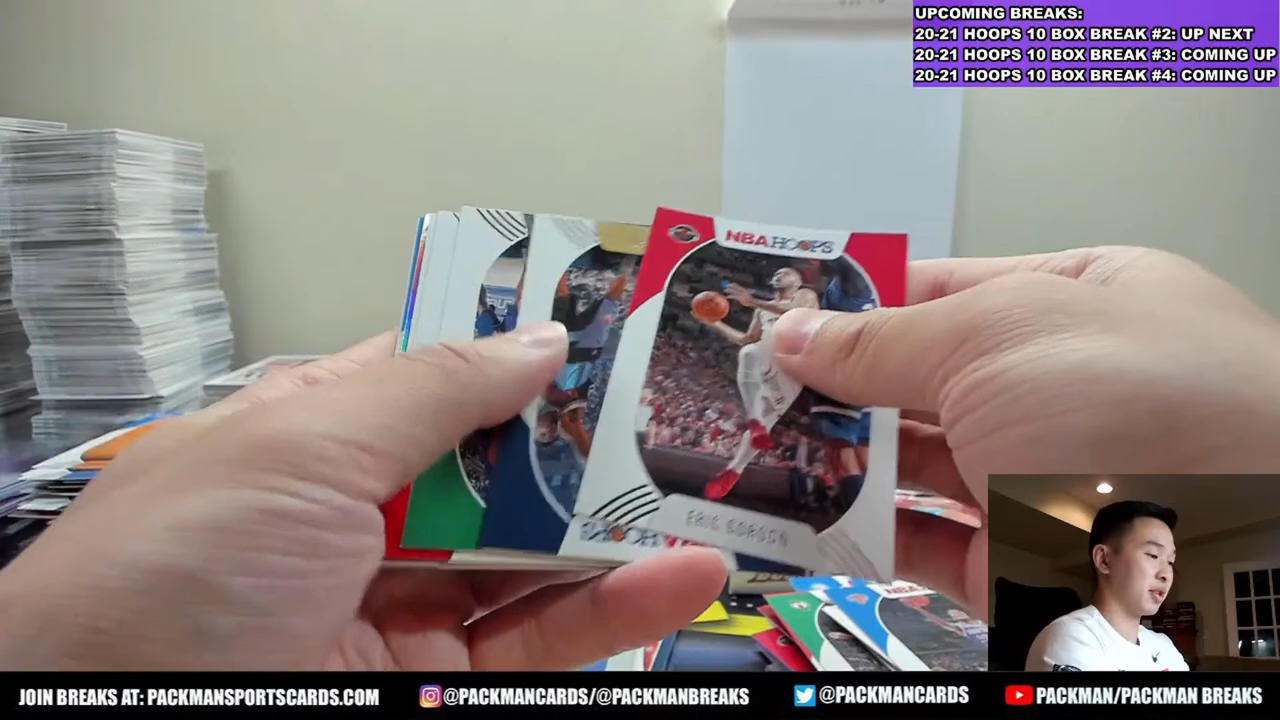 UPCOMING BREAKS:
20-21 HOOPS 10 BOX BREAK #2: UP NEXT
20-21 HOOPS 10 BOX BREAK #3: COMING UP
20-21 HOOPS 10 BOX BREAK #4: COMING UP
NBA HOOPS
ERIC GORDON
NBA
JOIN BREAKS AT: PACKMANSPORTSCARDS.COM
@PACKMANCARDS/@PACKMANBREAKS
@PACKMANCARDS
PACKMAN/PACKMAN BREAKS